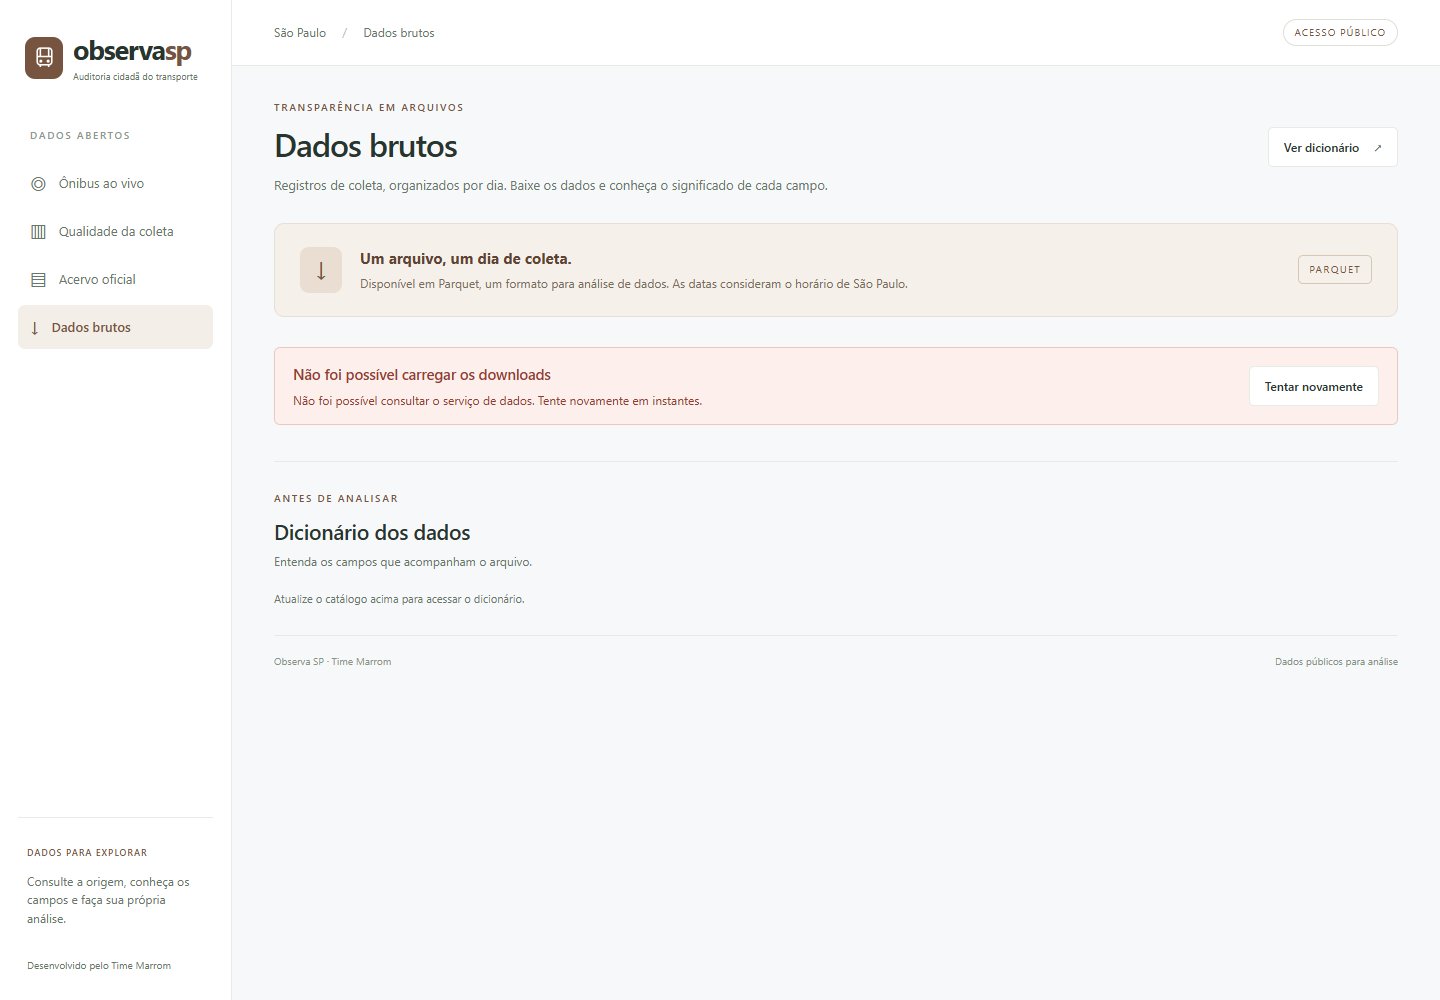 observasp
Auditoria cidadã do transporte
DADOS ABERTOS
Ônibus ao vivo
Qualidade da coleta
Acervo oficial
↓ Dados brutos
DADOS PARA EXPLORAR
Consulte a origem, conheça os
campos e faça sua própria
análise.
Desenvolvido pelo Time Marrom
São Paulo / Dados brutos
ACESSO PÚBLICO
TRANSPARÊNCIA EM ARQUIVOS
Dados brutos
Registros de coleta, organizados por dia. Baixe os dados e conheça o significado de cada campo.
Ver dicionário ↗
↓
Um arquivo, um dia de coleta.
Disponível em Parquet, um formato para análise de dados. As datas consideram o horário de São Paulo.
PARQUET
Não foi possível carregar os downloads
Não foi possível consultar o serviço de dados. Tente novamente em instantes.
Tentar novamente
ANTES DE ANALISAR
Dicionário dos dados
Entenda os campos que acompanham o arquivo.
Atualize o catálogo acima para acessar o dicionário.
Observa SP · Time Marrom
Dados públicos para análise